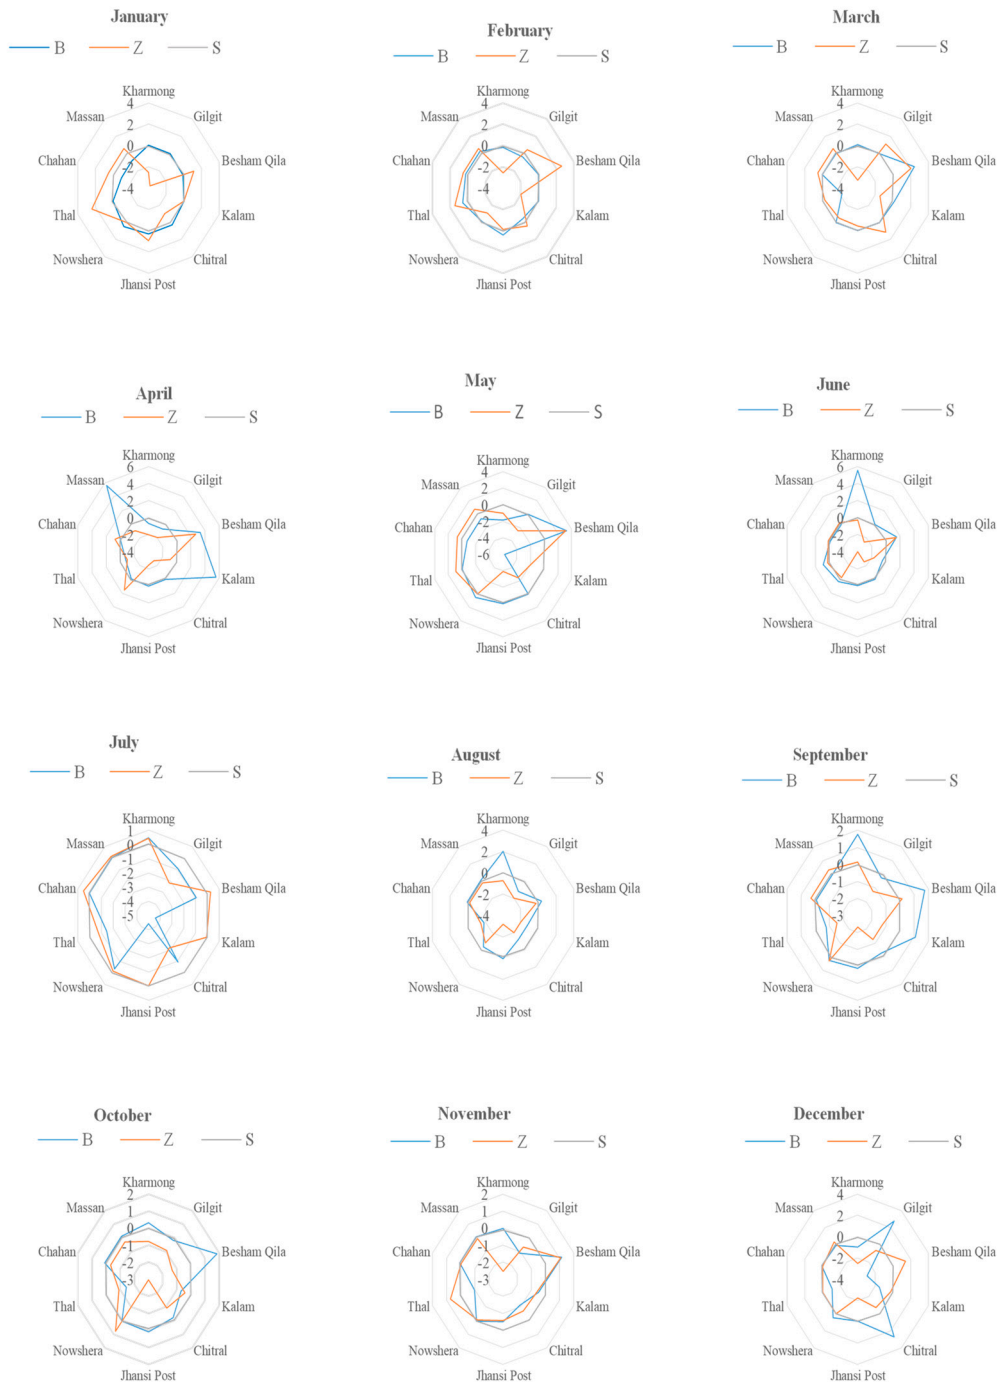 January
B Z S
Kharmong
Gilgit
Besham Qila
Kalam
Chitral
Jhansi Post
Nowshera
Thal
Chahan
Massan
4
2
0
-2
-4
February
B Z S
Kharmong
Gilgit
Besham Qila
Kalam
Chitral
Jhansi Post
Nowshera
Thal
Chahan
Massan
4
2
0
-2
-4
March
B Z S
Kharmong
Gilgit
Besham Qila
Kalam
Chitral
Jhansi Post
Nowshera
Thal
Chahan
Massan
4
2
0
-2
-4
April
B Z S
Kharmong
Gilgit
Besham Qila
Kalam
Chitral
Jhansi Post
Nowshera
Thal
Chahan
Massan
6
4
2
0
-2
-4
May
B Z S
Kharmong
Gilgit
Besham Qila
Kalam
Chitral
Jhansi Post
Nowshera
Thal
Chahan
Massan
4
2
0
-2
-4
-6
June
B Z S
Kharmong
Gilgit
Besham Qila
Kalam
Chitral
Jhansi Post
Nowshera
Thal
Chahan
Massan
6
4
2
0
-2
-4
July
B Z S
Kharmong
Gilgit
Besham Qila
Kalam
Chitral
Jhansi Post
Nowshera
Thal
Chahan
Massan
1
0
-1
-2
-3
-4
-5
August
B Z S
Kharmong
Gilgit
Besham Qila
Kalam
Chitral
Jhansi Post
Nowshera
Thal
Chahan
Massan
4
2
0
-2
-4
September
B Z S
Kharmong
Gilgit
Besham Qila
Kalam
Chitral
Jhansi Post
Nowshera
Thal
Chahan
Massan
2
1
0
-1
-2
-3
October
B Z S
Kharmong
Gilgit
Besham Qila
Kalam
Chitral
Jhansi Post
Nowshera
Thal
Chahan
Massan
2
1
0
-1
-2
-3
November
B Z S
Kharmong
Gilgit
Besham Qila
Kalam
Chitral
Jhansi Post
Nowshera
Thal
Chahan
Massan
2
1
0
-1
-2
-3
December
B Z S
Kharmong
Gilgit
Besham Qila
Kalam
Chitral
Jhansi Post
Nowshera
Thal
Chahan
Massan
4
2
0
-2
-4